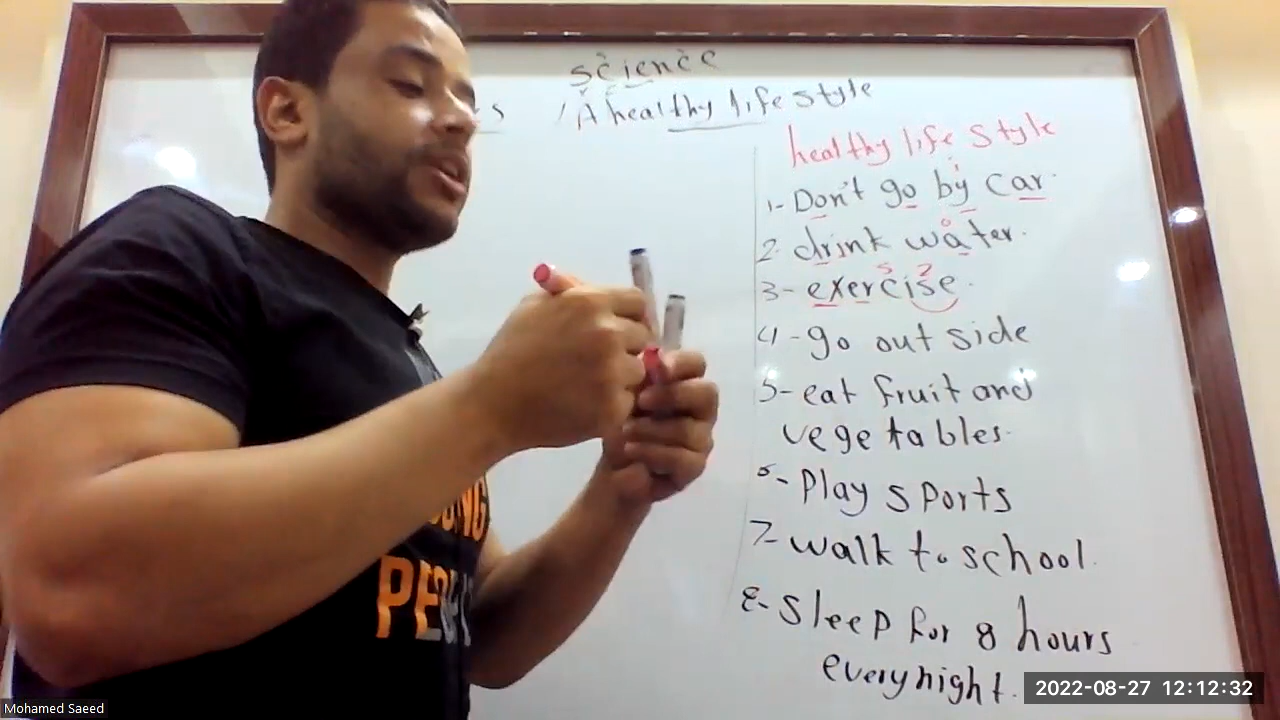 science
A healthy life style
healthy life style
1- Don't go by car.
2- drink water.
3- exercise.
4- go out side
5- eat fruit and
vegetables.
6- Play sports
7- walk to school.
8- Sleep for 8 hours
every night.
PEOPL
Mohamed Saeed
2022-08-27 12:12:32